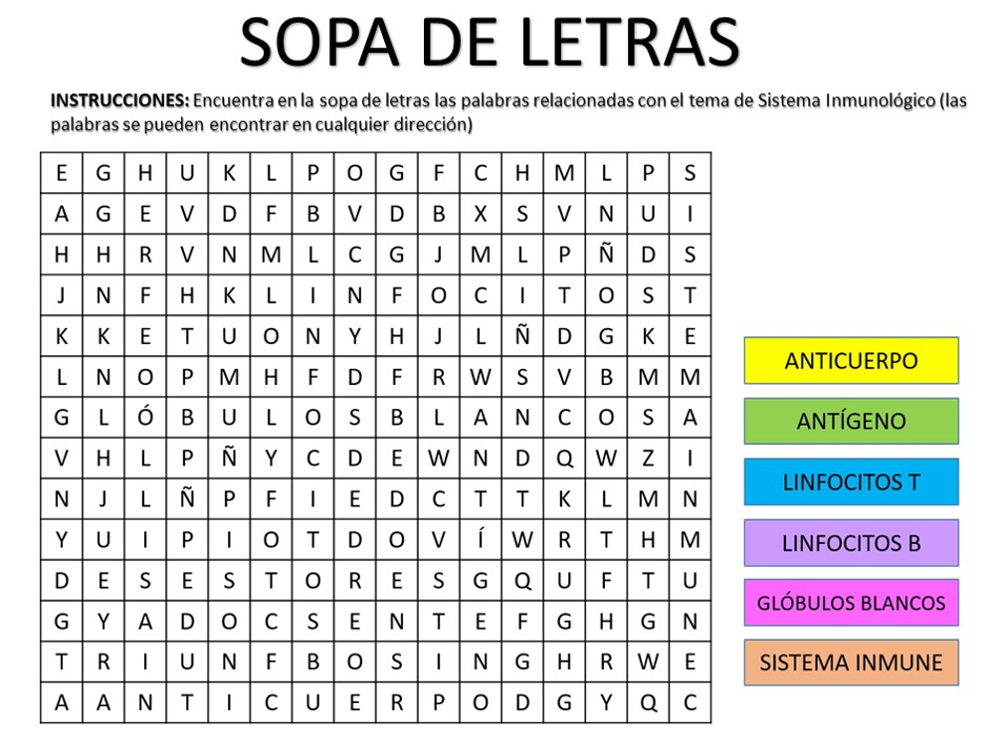 SOPA DE LETRAS
INSTRUCCIONES: Encuentra en la sopa de letras las palabras relacionadas con el tema de Sistema Inmunológico (las
palabras se pueden encontrar en cualquier dirección)
E G H U K L P O G F C H M L P S
A G E V D F B V D B X S V N U I
H H R V N M L C G J M L P Ñ D S
J N F H K L I N F O C I T O S T
K K E T U O N Y H J L Ñ D G K E
L N O P M H F D F R W S V B M M
G L Ó B U L O S B L A N C O S A
V H L P Ñ Y C D E W N D Q W Z I
N J L Ñ P F I E D C T T K L M N
Y U I P I O T D O V Í W R T H M
D E S E S T O R E S G Q U F T U
G Y A D O C S E N T E F G H G N
T R I U N F B O S I N G H R W E
A A N T I C U E R P O D G Y Q C
ANTICUERPO
ANTÍGENO
LINFOCITOS T
LINFOCITOS B
GLÓBULOS BLANCOS
SISTEMA INMUNE